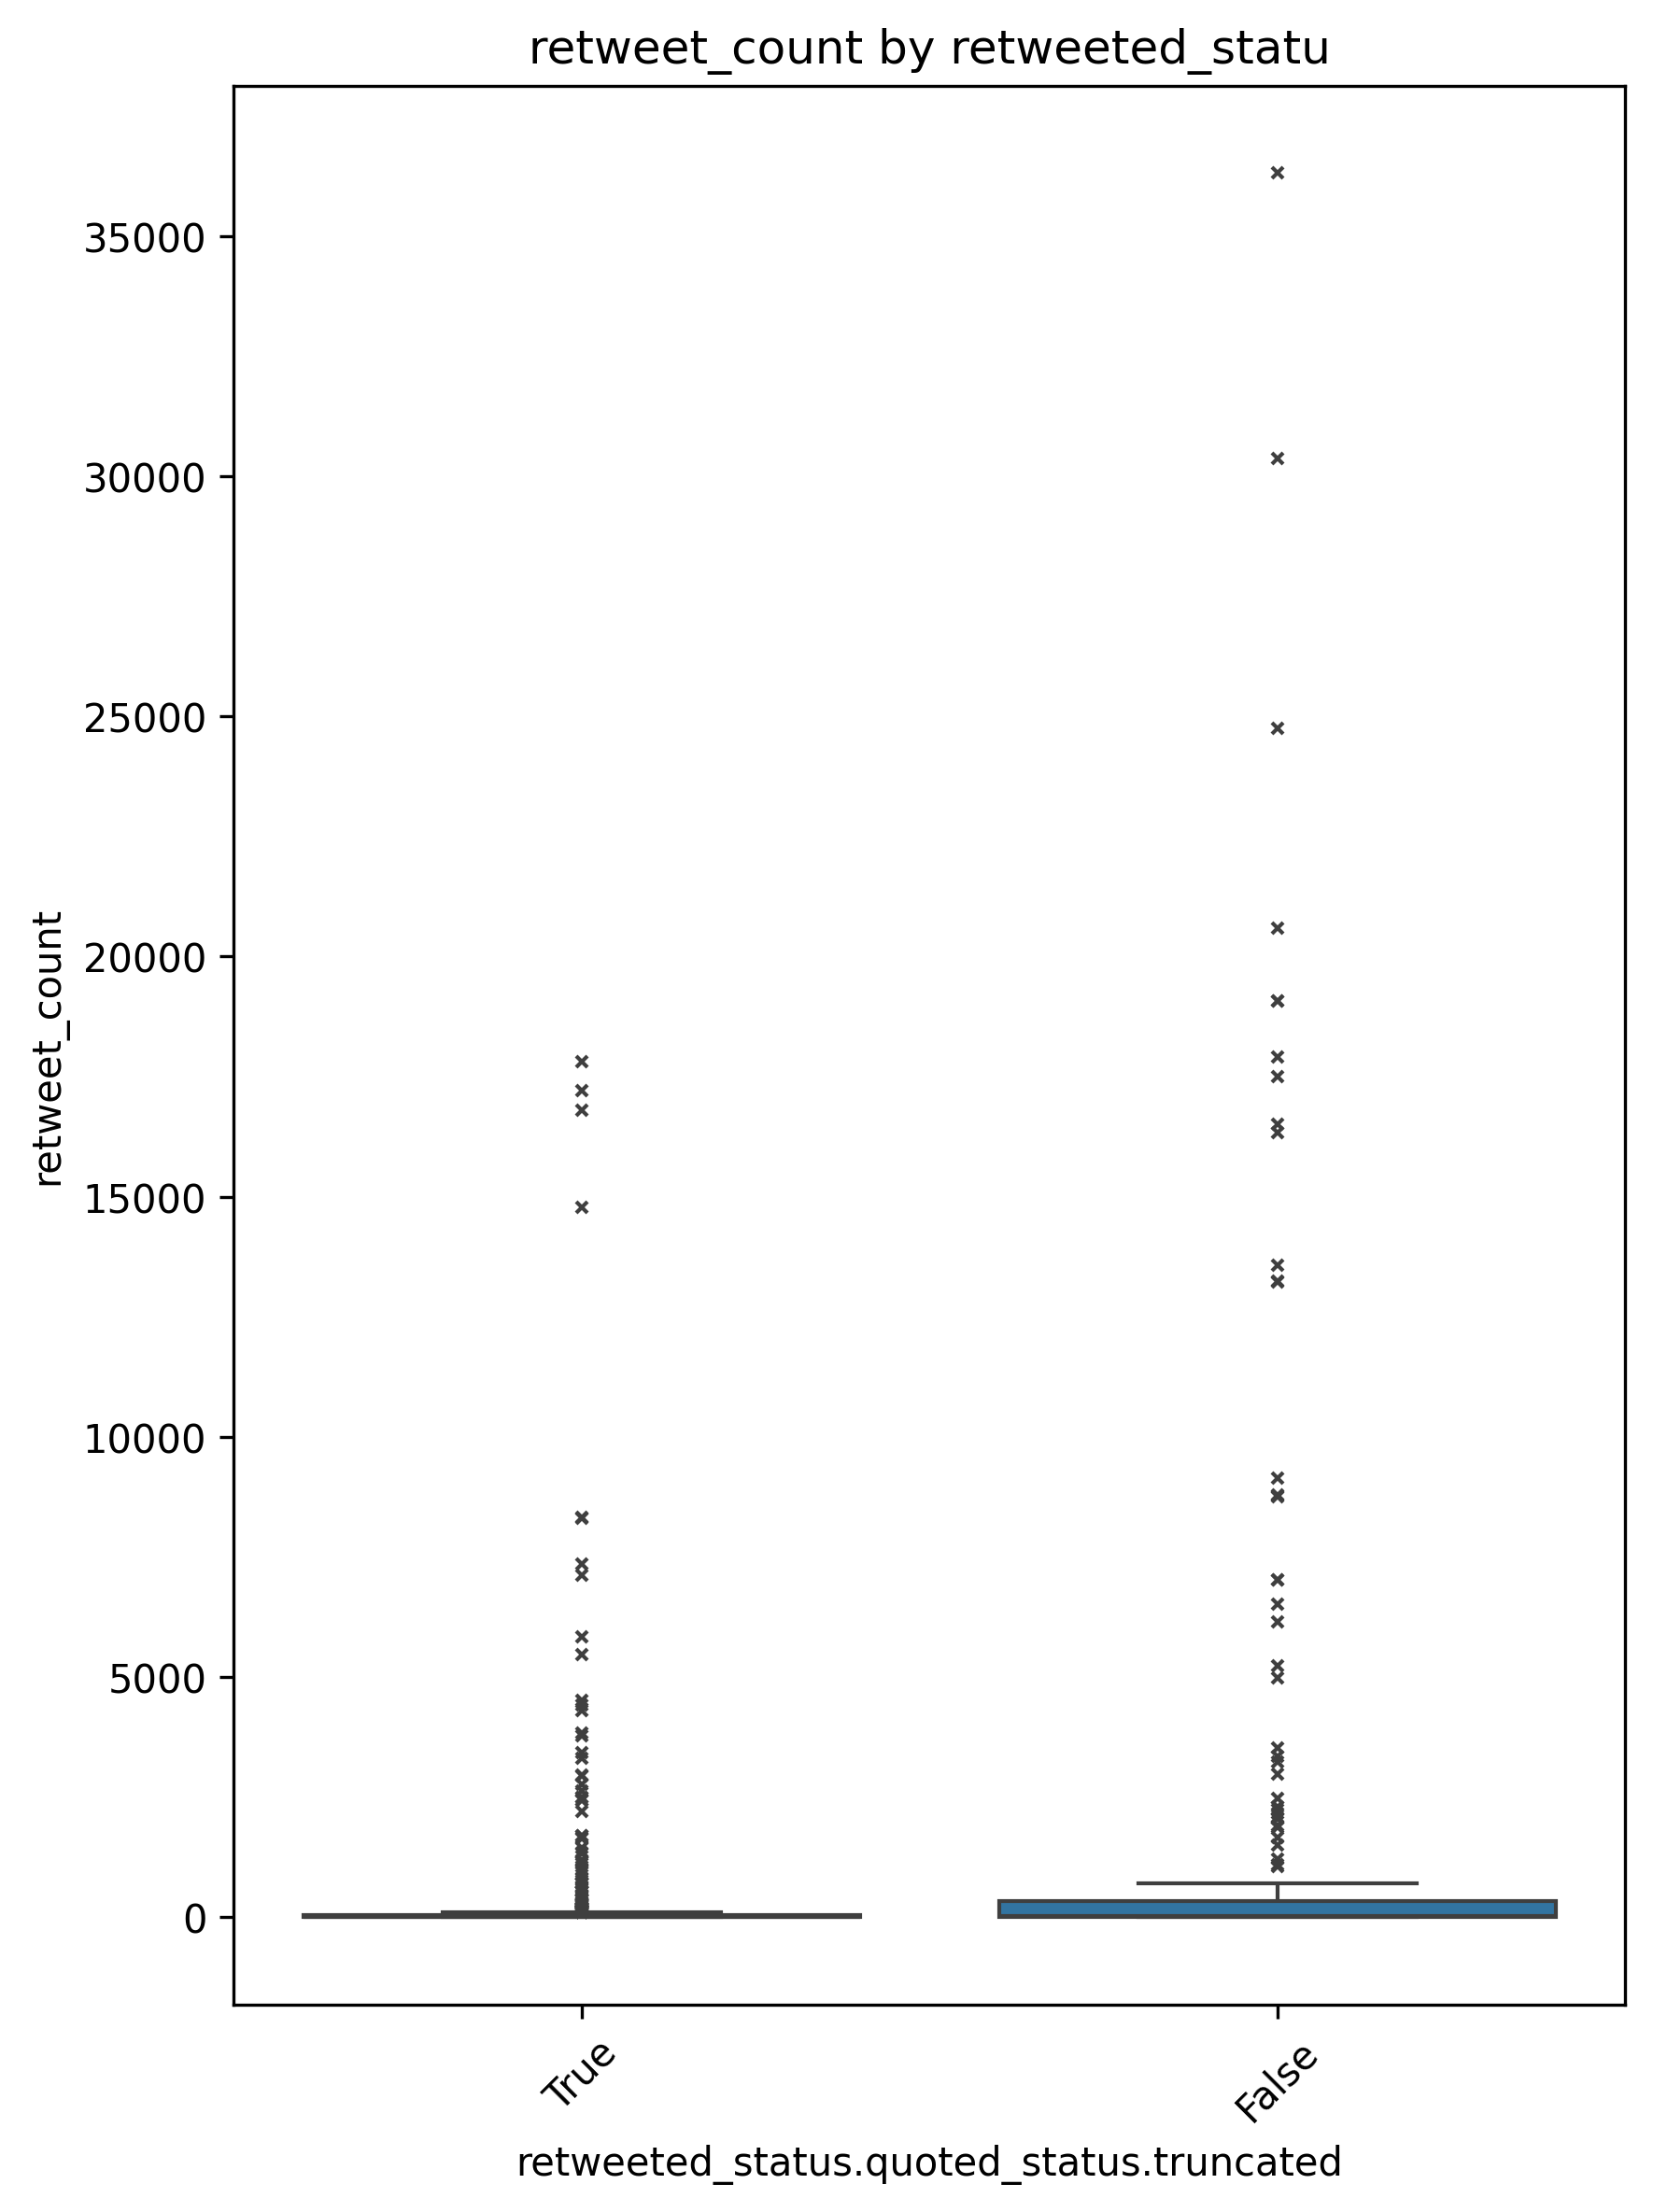 retweet_count by retweeted_statu
35000
30000
25000
20000
15000
10000
5000
0
retweet_count
True
False
retweeted_status.quoted_status.truncated